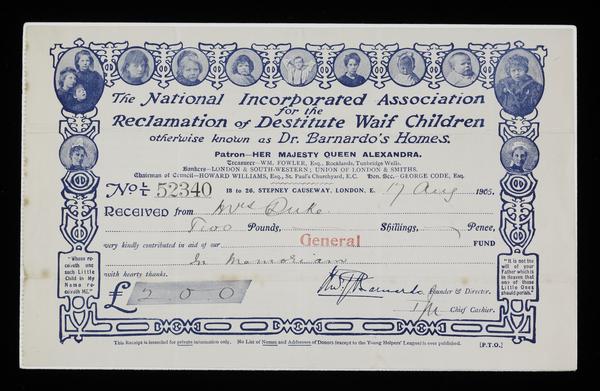 The National Incorporated Association
for the
Reclamation of Destitute Waif Children
otherwise known as Dr. Barnardo's Homes.
Patron—HER MAJESTY QUEEN ALEXANDRA.
Treasurer—WM. FOWLER, Esq., Rocklands, Tunbridge Wells.
Bankers—LONDON & SOUTH-WESTERN; UNION OF LONDON & SMITHS.
Chairman of Council—HOWARD WILLIAMS, Esq., St. Paul's Churchyard, E.C. Hon. Sec.—GEORGE CODE, Esq.
No L/1 52340 18 to 26, STEPNEY CAUSEWAY, LONDON, E. 17 Aug 1905.
RECEIVED from Mrs Duke
Two Pounds, Shillings, Pence,
very kindly contributed in aid of our General FUND
In Memoriam
with hearty thanks.
"Whoso receiveth one such Little Child in My Name receiveth ME."
"It is not the will of your Father which is in Heaven that one of these Little Ones should perish."
£ 2 0 0
Founder & Director.
Chief Cashier.
This Receipt is intended for private information only. No List of Names and Addresses of Donors (except to the Young Helpers' League) is ever published. [P.T.O.]